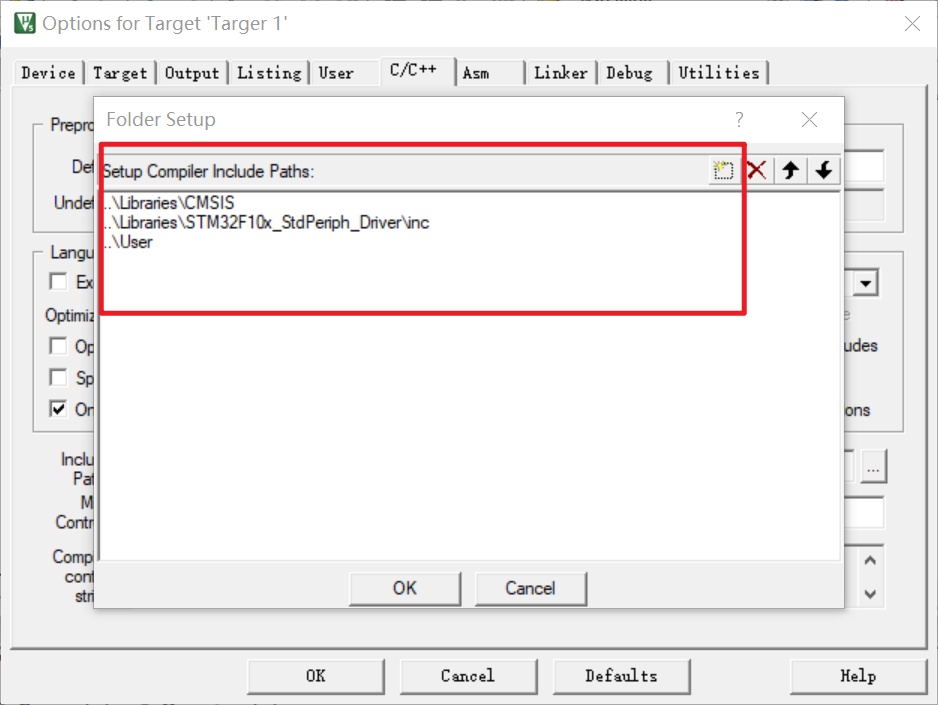 Options for Target 'Targer 1'
Device Target Output Listing User C/C++ Asm Linker Debug Utilities
Folder Setup
?
Setup Compiler Include Paths:
..\Libraries\CMSIS
..\Libraries\STM32F10x_StdPeriph_Driver\inc
..\User
Prepro
Def
Undef
Langu
Ex
Optimiz
Op
Sp
On
udes
ons
Inclu
Pat
M
Contr
...
Comp
cont
stri
OK Cancel
OK Cancel Defaults Help